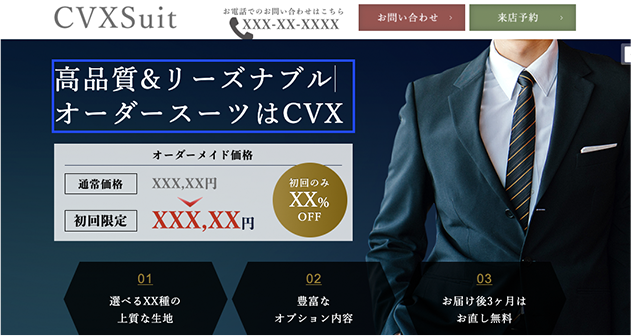 CVXSuit
お電話でのお問い合わせはこちら
XXX-XX-XXXX
お問い合わせ
来店予約
高品質&リーズナブル
オーダースーツはCVX
オーダーメイド価格
通常価格 XXX,XX円
初回限定 XXX,XX円
初回のみ
XX%
OFF
01
選べるXX種の
上質な生地
02
豊富な
オプション内容
03
お届け後3ヶ月は
お直し無料